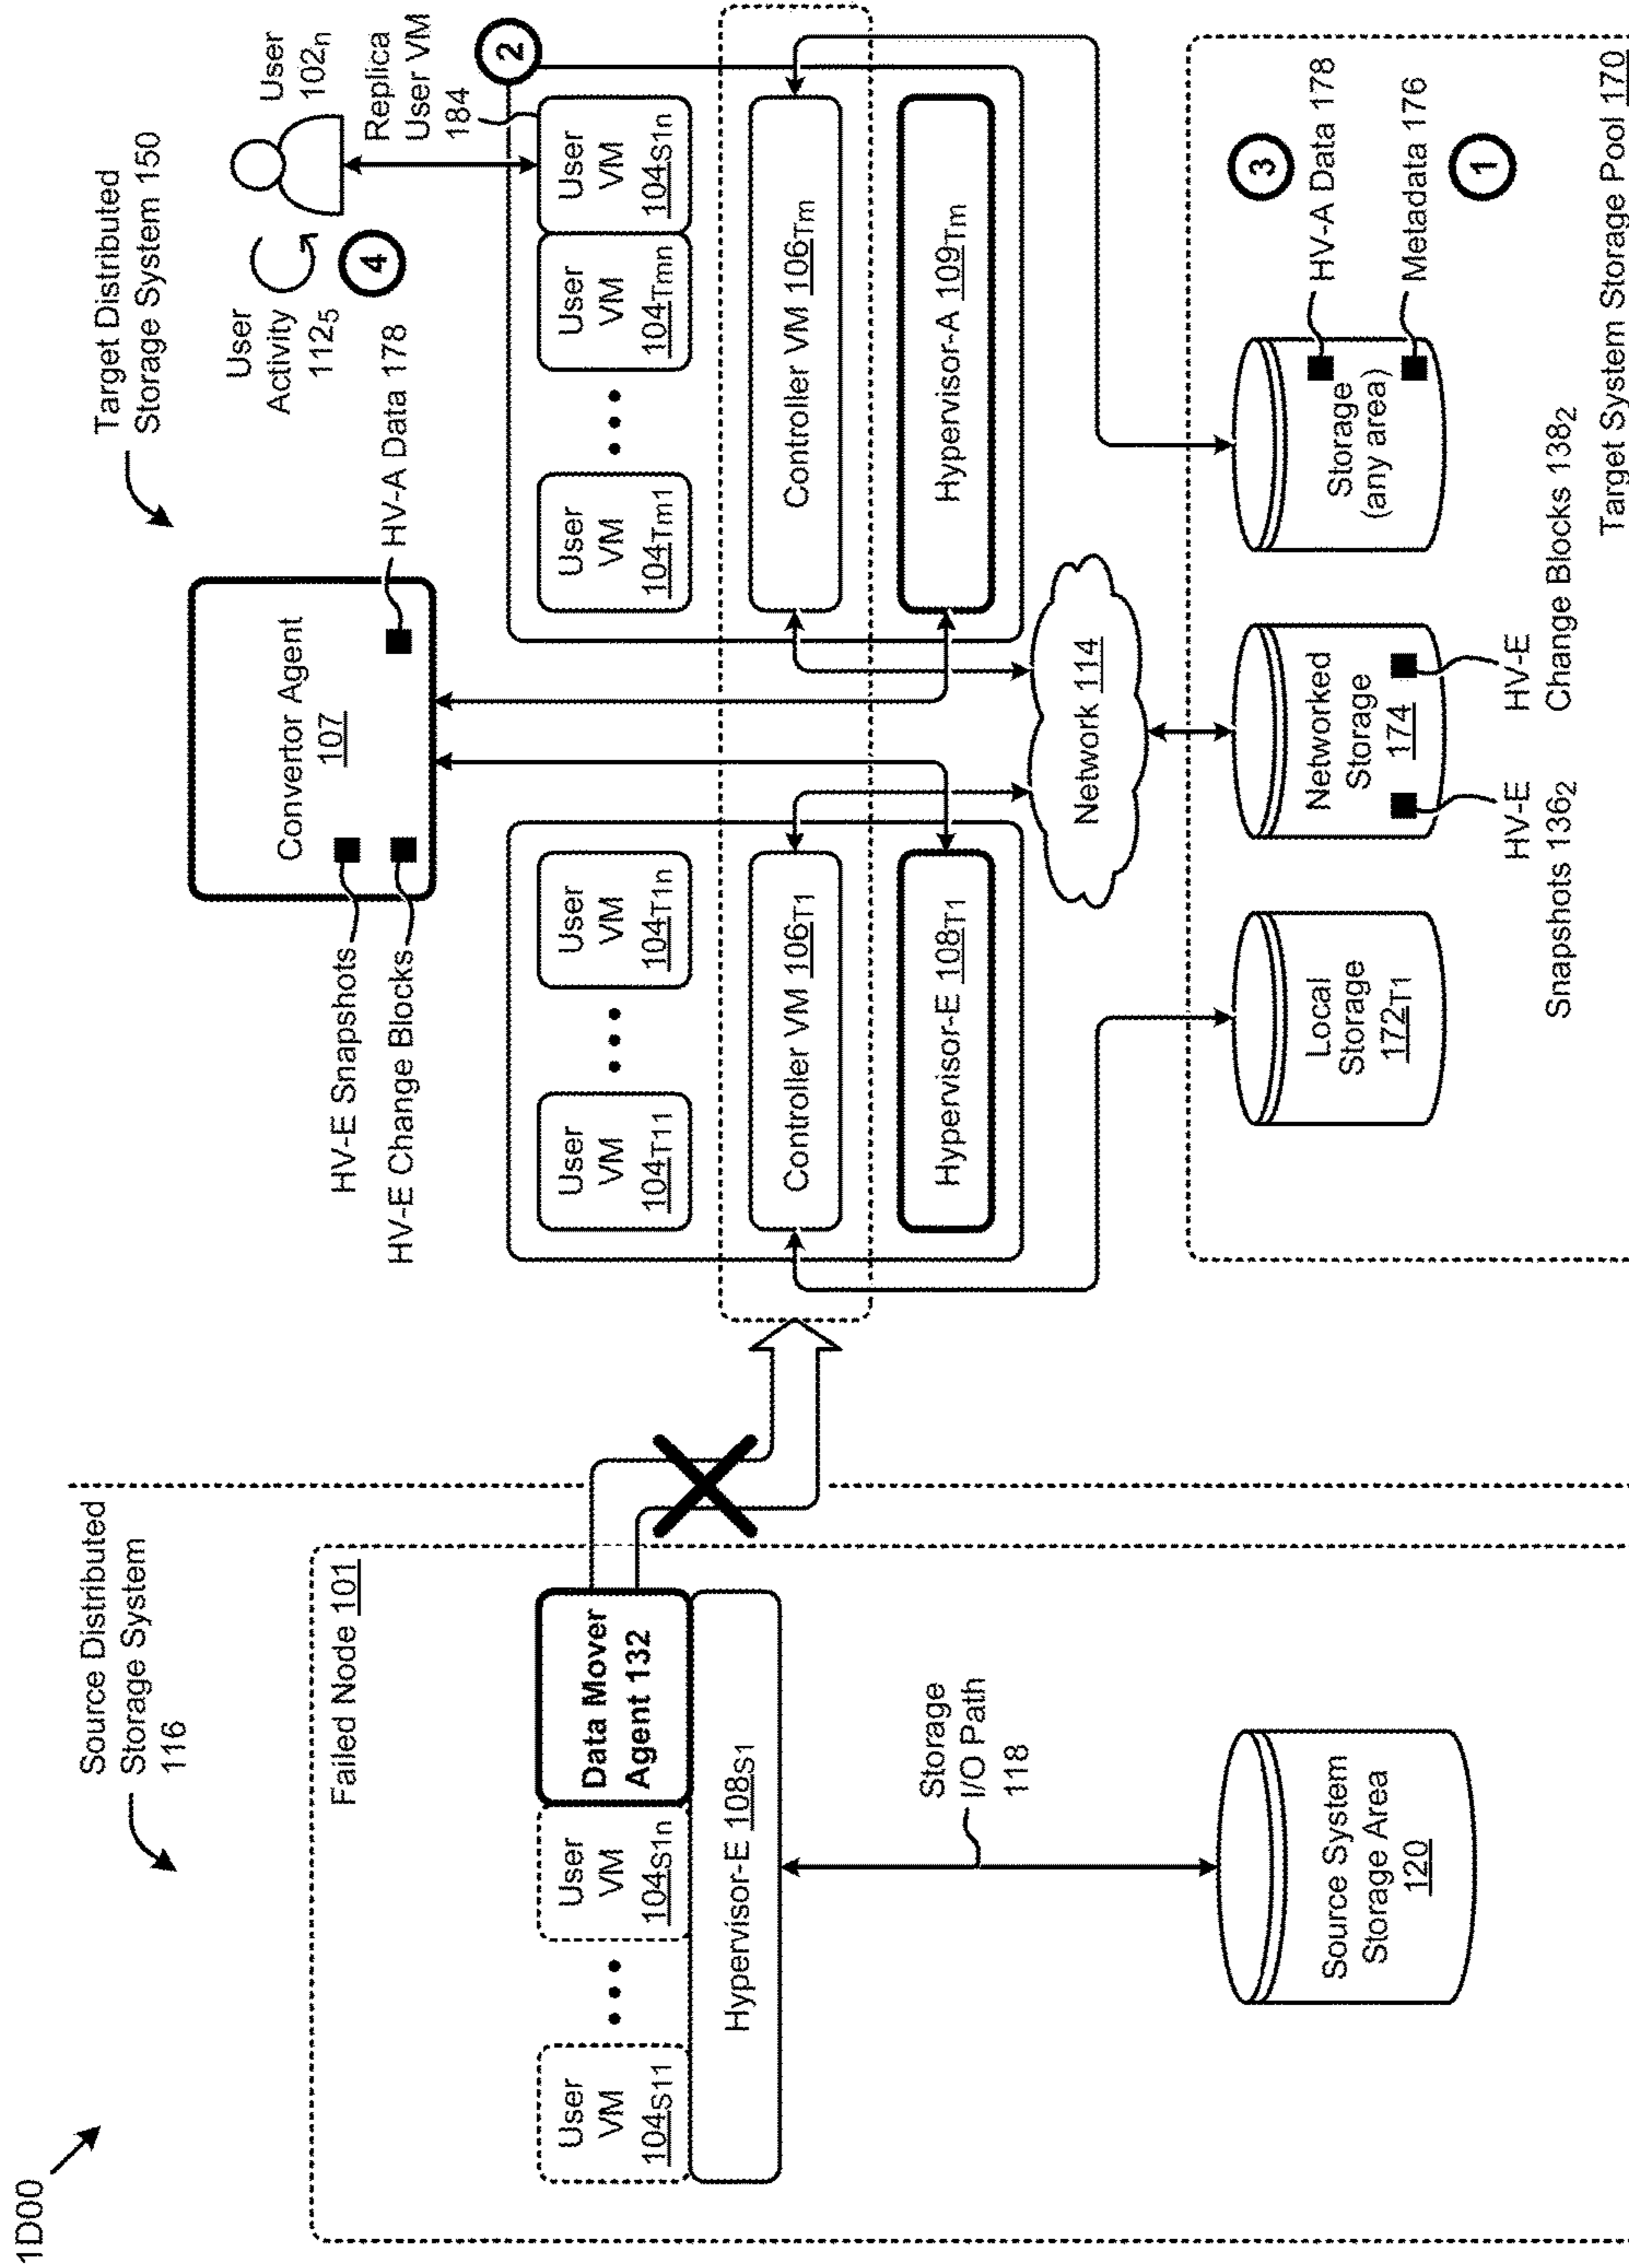 1D00
Source Distributed
Storage System
116
Failed Node 101
User
VM
104S11
User
VM
104S1n
Data Mover
Agent 132
Hypervisor-E 108S1
Storage
I/O Path
118
Source System
Storage Area
120
Target Distributed
Storage System 150
Convertor Agent
107
HV-E Snapshots
HV-E Change Blocks
HV-A Data 178
User
Activity
112₅
4
User
102ₙ
Replica
User VM
184
2
User
VM
104T11
User
VM
104T1n
Controller VM 106T1
Hypervisor-E 108T1
User
VM
104Tm1
User
VM
104Tmn
User
VM
104S1n
Controller VM 106Tm
Hypervisor-A 109Tm
Network 114
Local
Storage
172T1
Networked
Storage
174
Storage
(any area)
3
HV-A Data 178
Metadata 176
1
HV-E
Snapshots 136₂
HV-E
Change Blocks 138₂
Target System Storage Pool 170